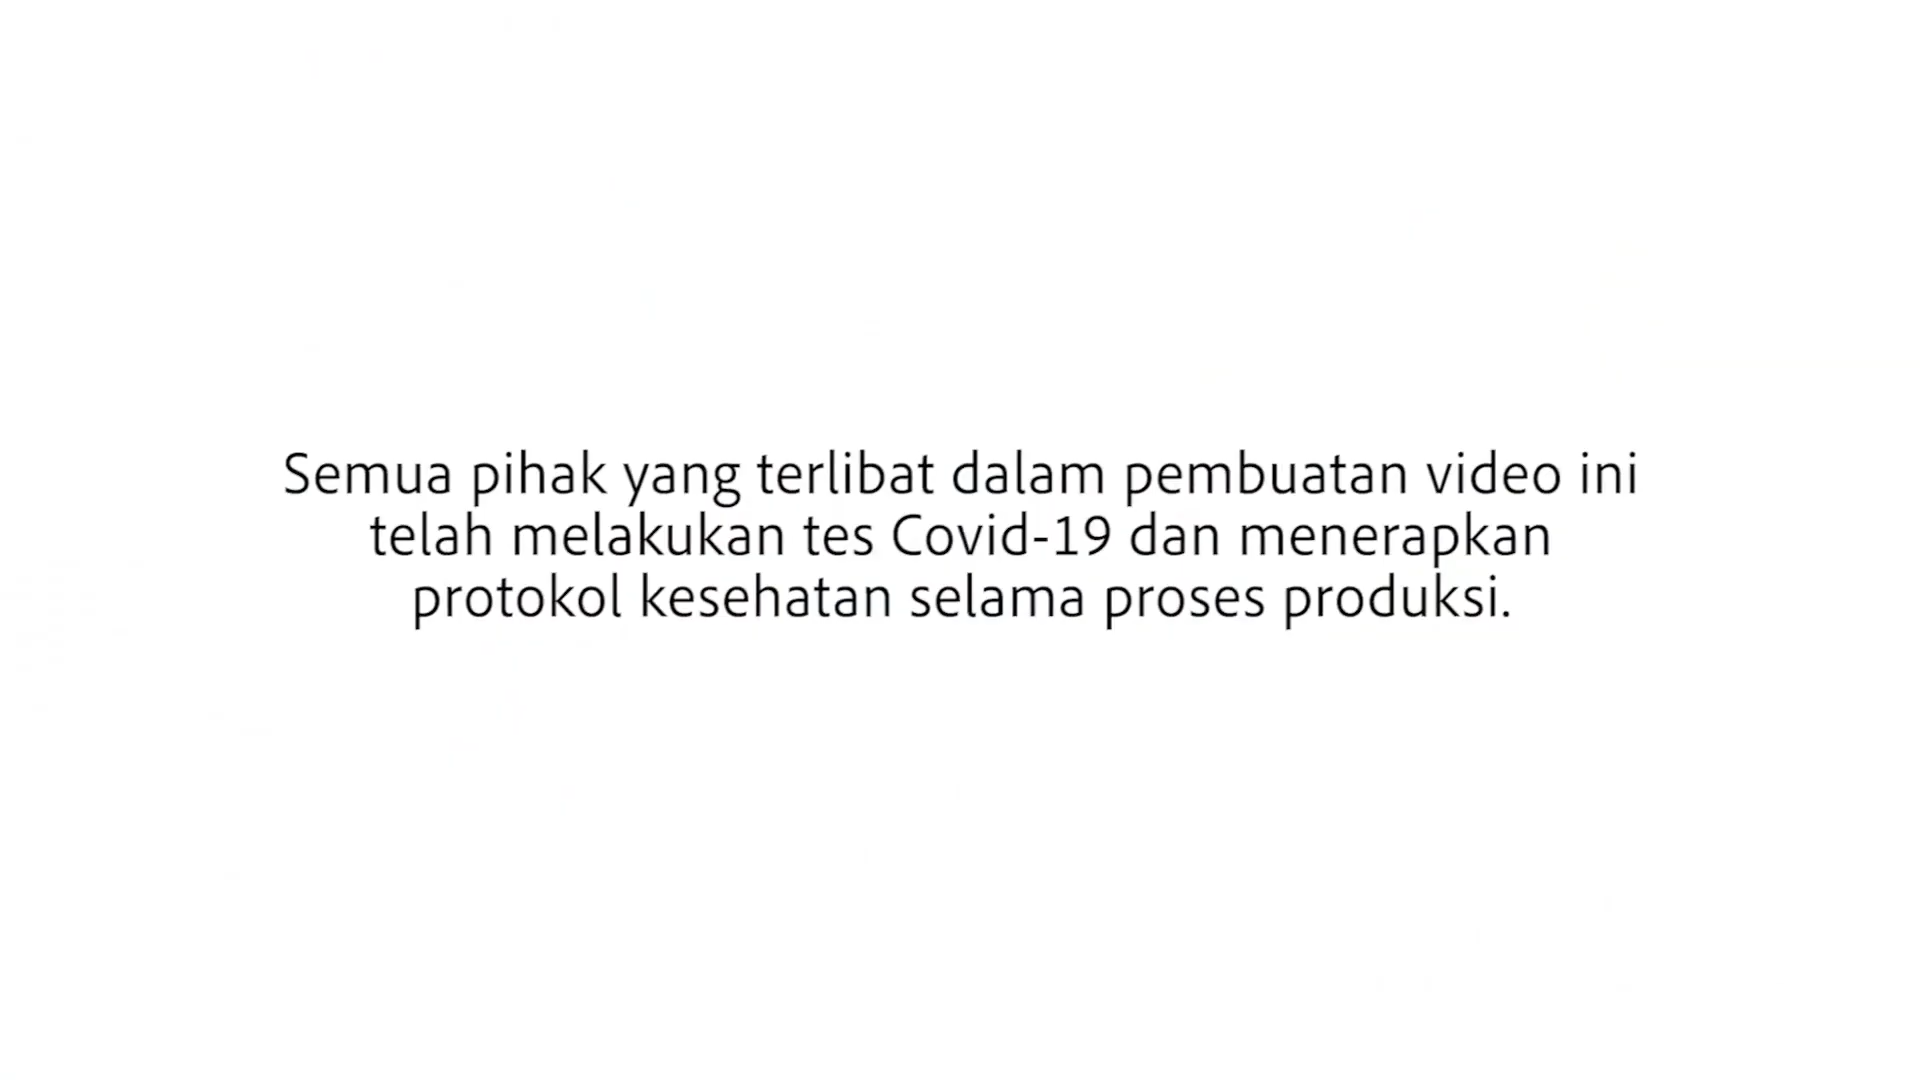 Semua pihak yang terlibat dalam pembuatan video ini
telah melakukan tes Covid-19 dan menerapkan
protokol kesehatan selama proses produksi.